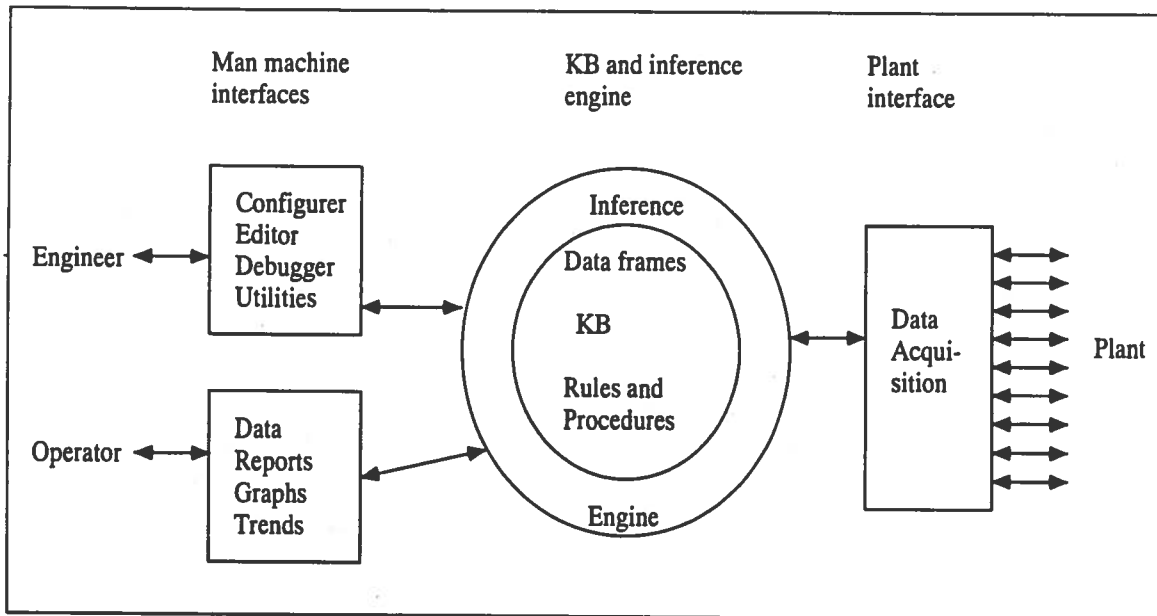 Man machine
interfaces
KB and inference
engine
Plant
interface
Engineer
Configurer
Editor
Debugger
Utilities
Operator
Data
Reports
Graphs
Trends
Inference
Data frames
KB
Rules and
Procedures
Engine
Data
Acqui-
sition
Plant